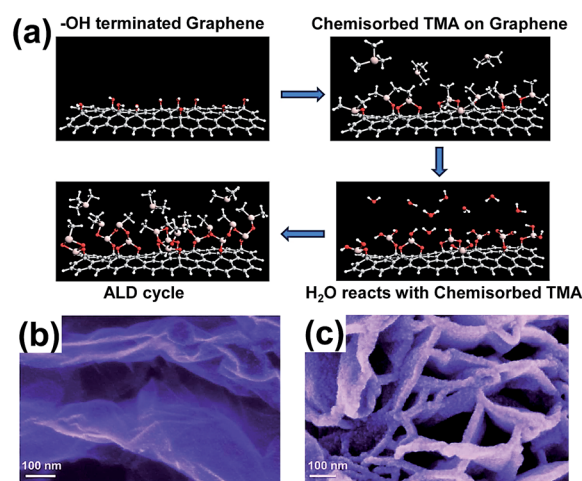 (a)
-OH terminated Graphene
Chemisorbed TMA on Graphene
ALD cycle
H₂O reacts with Chemisorbed TMA
(b)
(c)
100 nm
100 nm